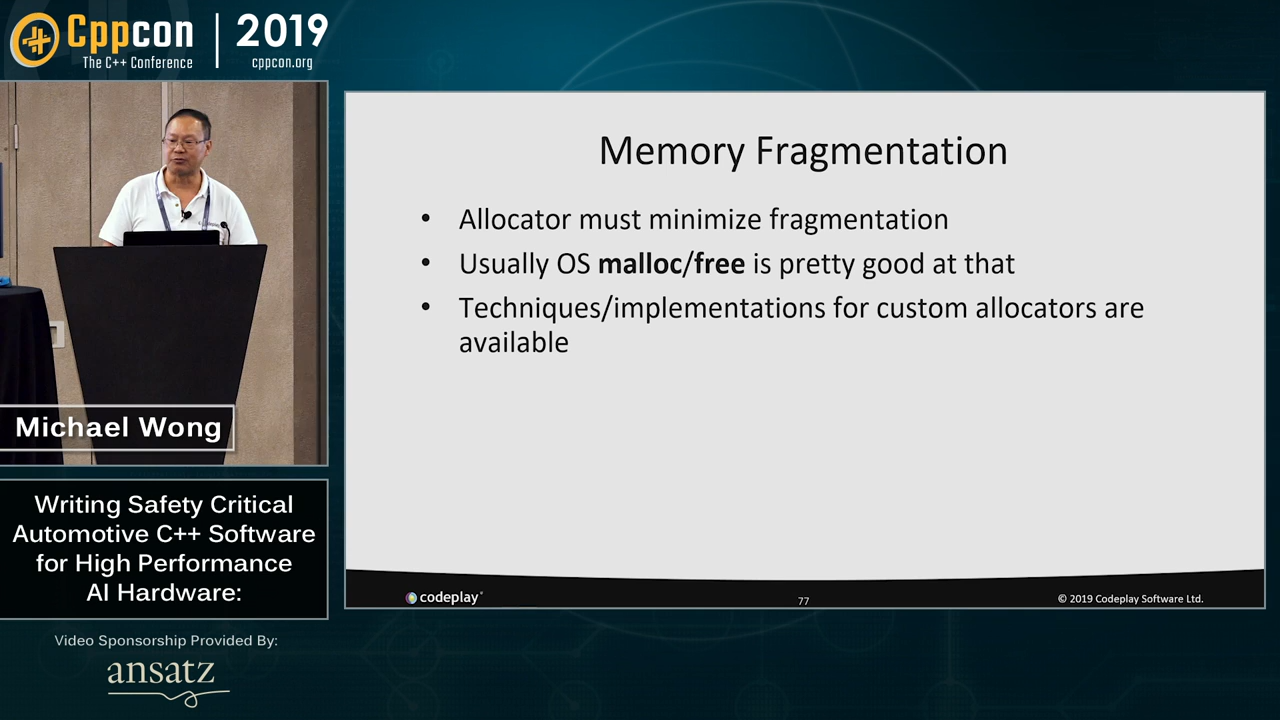 Cppcon
The C++ Conference
2019
cppcon.org
Michael Wong
Writing Safety Critical
Automotive C++ Software
for High Performance
AI Hardware:
Video Sponsorship Provided By:
ansatz
Memory Fragmentation
• Allocator must minimize fragmentation
• Usually OS malloc/free is pretty good at that
• Techniques/implementations for custom allocators are
available
codeplay®
77
© 2019 Codeplay Software Ltd.